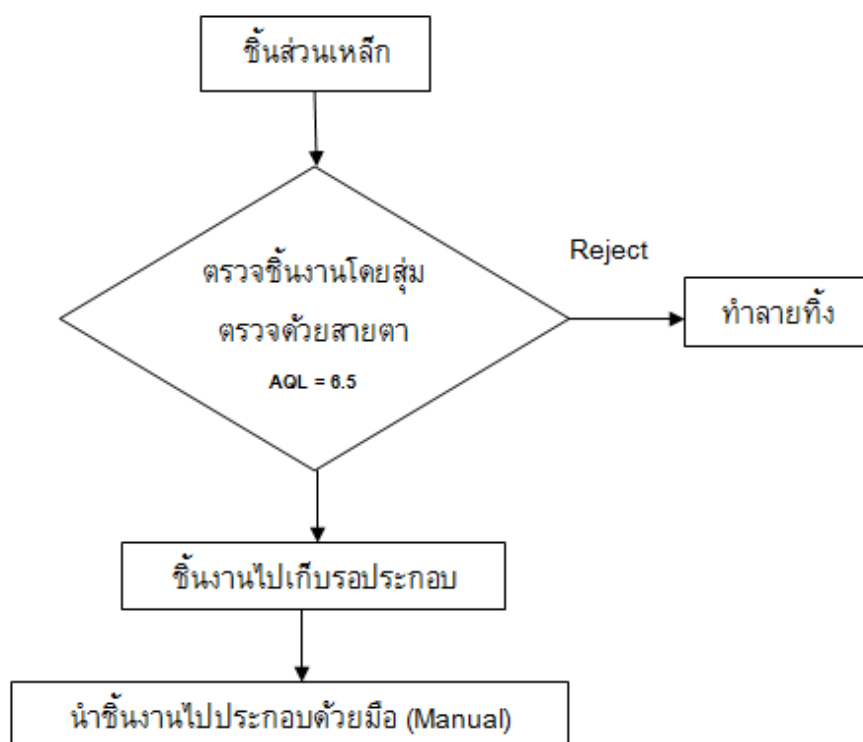 ชิ้นส่วนเหล็ก
ตรวจชิ้นงานโดยสุ่ม
ตรวจด้วยสายตา
AQL = 6.5
Reject
ทำลายทิ้ง
ชิ้นงานไปเก็บรอประกอบ
นำชิ้นงานไปประกอบด้วยมือ (Manual)